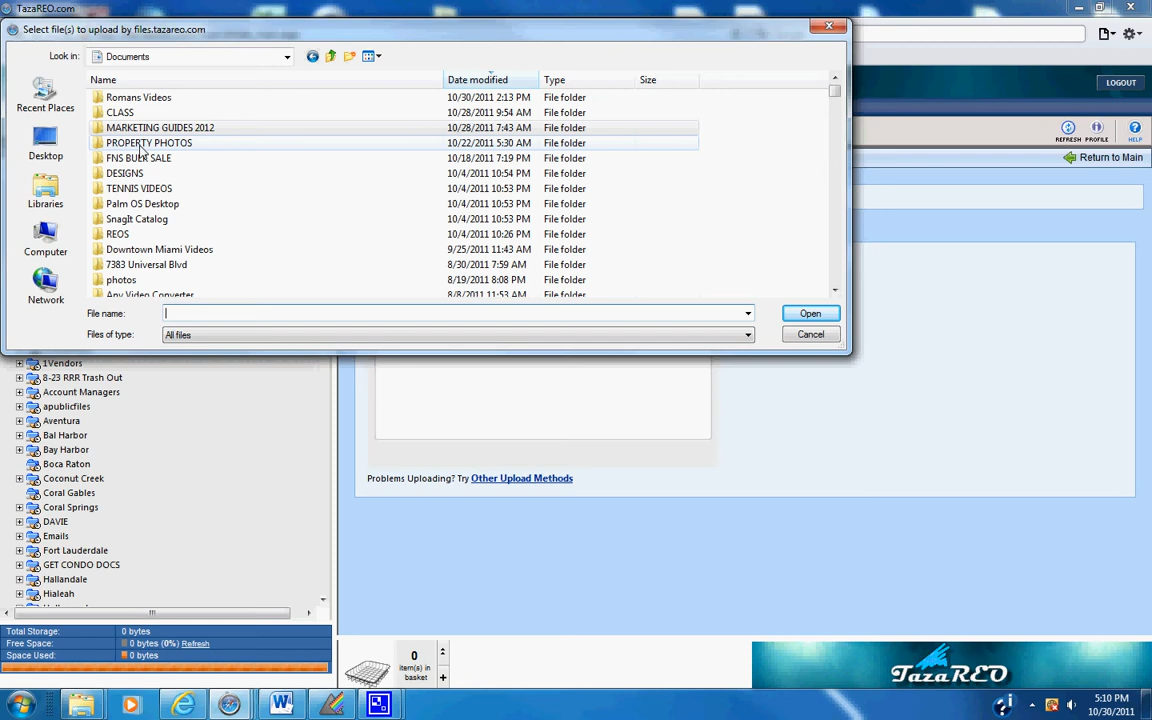 TazaREO.com
Select file(s) to upload by files.tazareo.com
Look in: Documents
Name Date modified Type Size
Romans Videos 10/30/2011 2:13 PM File folder
CLASS 10/28/2011 9:54 AM File folder
MARKETING GUIDES 2012 10/28/2011 7:43 AM File folder
PROPERTY PHOTOS 10/22/2011 5:30 AM File folder
FNS BULK SALE 10/18/2011 7:19 PM File folder
DESIGNS 10/4/2011 10:54 PM File folder
TENNIS VIDEOS 10/4/2011 10:53 PM File folder
Palm OS Desktop 10/4/2011 10:53 PM File folder
SnagIt Catalog 10/4/2011 10:53 PM File folder
REOS 10/4/2011 10:26 PM File folder
Downtown Miami Videos 9/25/2011 11:43 AM File folder
7383 Universal Blvd 8/30/2011 7:59 AM File folder
photos 8/19/2011 8:08 PM File folder
Any Video Converter 8/8/2011 11:53 AM File folder
Recent Places
Desktop
Libraries
Computer
Network
File name: Open
Files of type: All files Cancel
LOGOUT
REFRESH PROFILE HELP
Return to Main
1Vendors
8-23 RRR Trash Out
Account Managers
apublicfiles
Aventura
Bal Harbor
Bay Harbor
Boca Raton
Coconut Creek
Coral Gables
Coral Springs
DAVIE
Emails
Fort Lauderdale
GET CONDO DOCS
Hallandale
Hialeah
Problems Uploading? Try Other Upload Methods
Total Storage: 0 bytes
Free Space: 0 bytes (0%) Refresh
Space Used: 0 bytes
0
item(s) in
basket
TazaREO
5:10 PM
10/30/2011